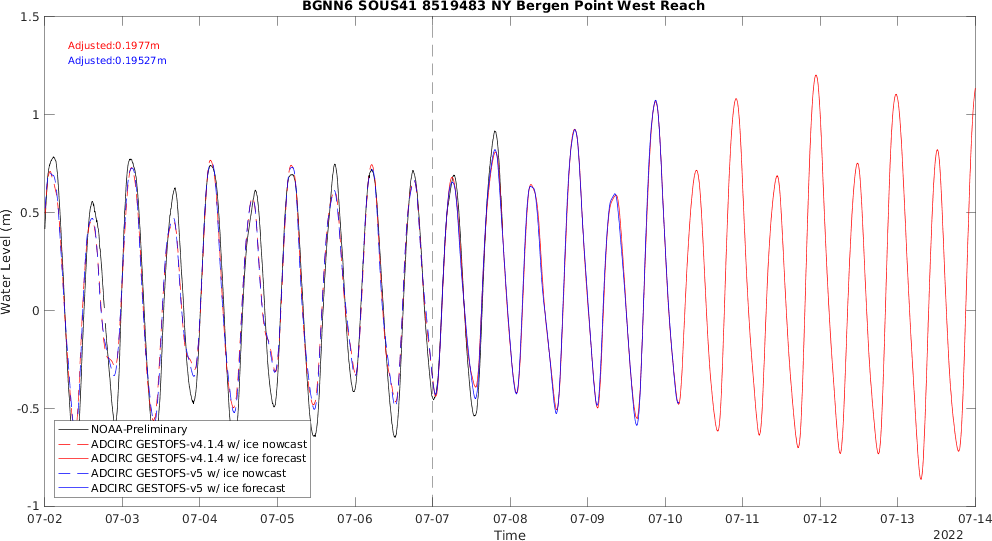 BGNN6 SOUS41 8519483 NY Bergen Point West Reach
1.5
Adjusted:0.1977m
Adjusted:0.19527m
1
0.5
Water Level (m)
0
-0.5
NOAA-Preliminary
ADCIRC GESTOFS-v4.1.4 w/ ice nowcast
ADCIRC GESTOFS-v4.1.4 w/ ice forecast
ADCIRC GESTOFS-v5 w/ ice nowcast
ADCIRC GESTOFS-v5 w/ ice forecast
-1
07-02 07-03 07-04 07-05 07-06 07-07 07-08 07-09 07-10 07-11 07-12 07-13 07-14
Time
2022